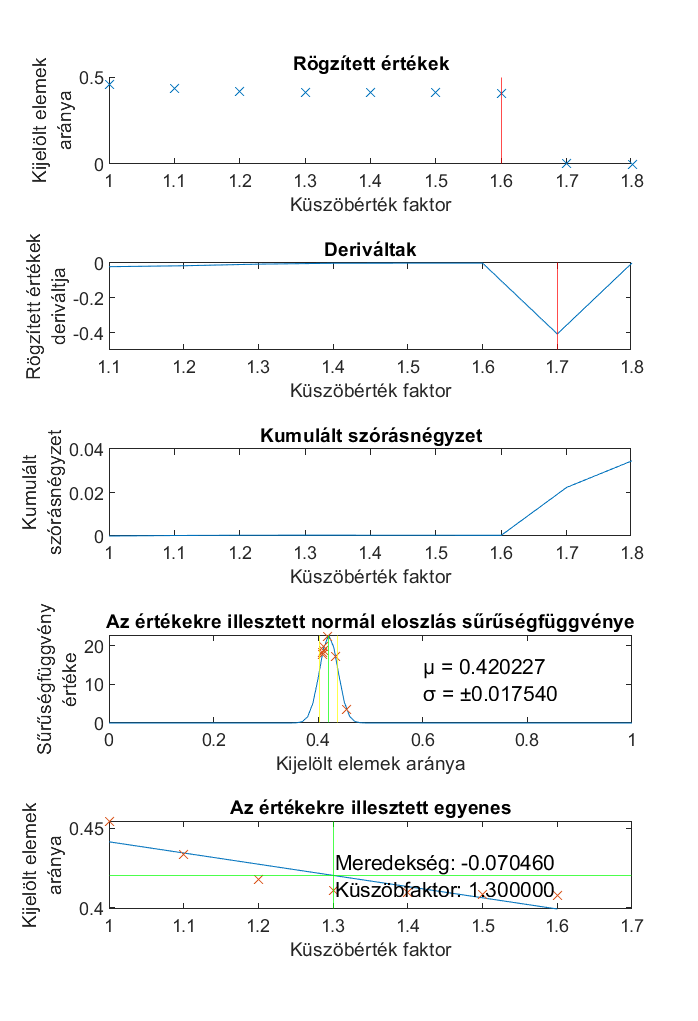 Rögzített értékek
Kijelölt elemek
aránya
0.5
0
1 1.1 1.2 1.3 1.4 1.5 1.6 1.7 1.8
Küszöbérték faktor
Deriváltak
Rögzített értékek
deriváltja
0
-0.2
-0.4
1.1 1.2 1.3 1.4 1.5 1.6 1.7 1.8
Küszöbérték faktor
Kumulált szórásnégyzet
Kumulált
szórásnégyzet
0.04
0.02
0
1 1.1 1.2 1.3 1.4 1.5 1.6 1.7 1.8
Küszöbérték faktor
Az értékekre illesztett normál eloszlás sűrűségfüggvénye
Sűrűségfüggvény
értéke
20
10
0
μ = 0.420227
σ = ±0.017540
0 0.2 0.4 0.6 0.8 1
Kijelölt elemek aránya
Az értékekre illesztett egyenes
Kijelölt elemek
aránya
0.45
0.4
Meredekség: -0.070460
Küszöbfaktor: 1.300000
1 1.1 1.2 1.3 1.4 1.5 1.6 1.7
Küszöbérték faktor